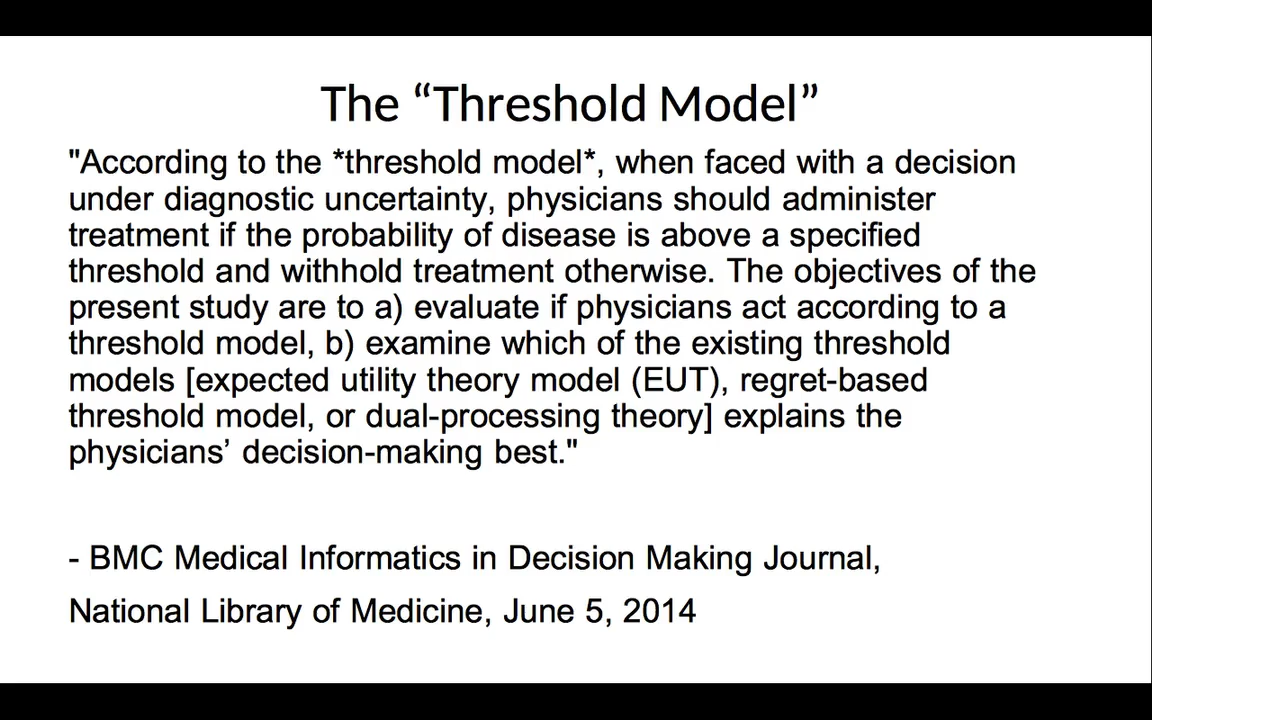 The “Threshold Model”
"According to the *threshold model*, when faced with a decision
under diagnostic uncertainty, physicians should administer
treatment if the probability of disease is above a specified
threshold and withhold treatment otherwise. The objectives of the
present study are to a) evaluate if physicians act according to a
threshold model, b) examine which of the existing threshold
models [expected utility theory model (EUT), regret-based
threshold model, or dual-processing theory] explains the
physicians’ decision-making best."
- BMC Medical Informatics in Decision Making Journal,
National Library of Medicine, June 5, 2014